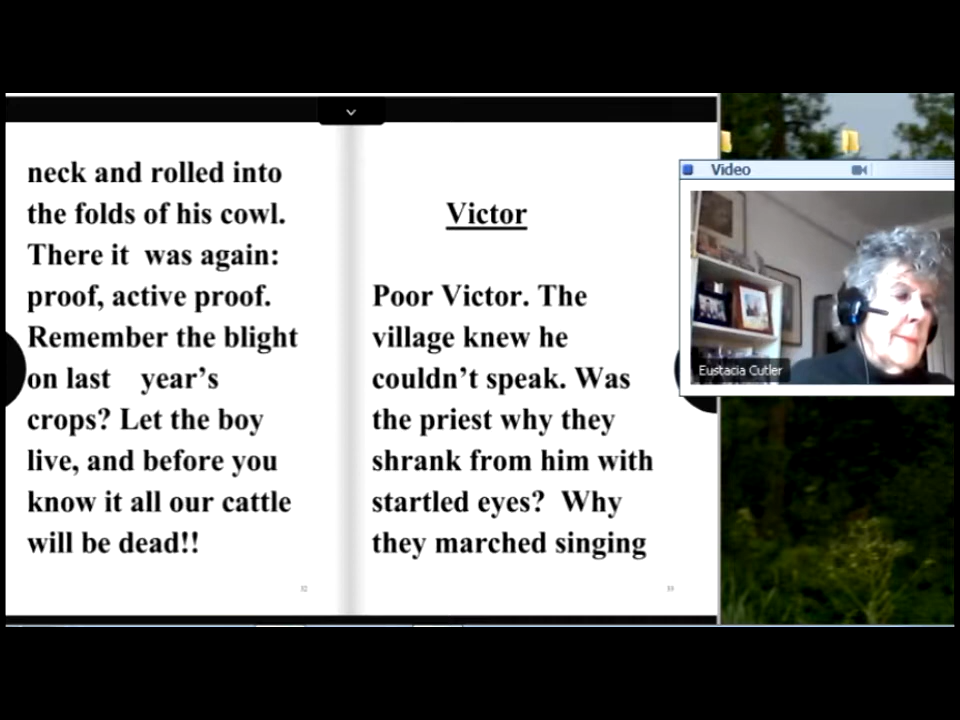 neck and rolled into
the folds of his cowl.
There it  was again:
proof, active proof.
Remember the blight
on last    year’s
crops? Let the boy
live, and before you
know it all our cattle
will be dead!!
32
Victor
Poor Victor. The
village knew he
couldn’t speak. Was
the priest why they
shrank from him with
startled eyes?  Why
they marched singing
33
Video
Eustacia Cutler